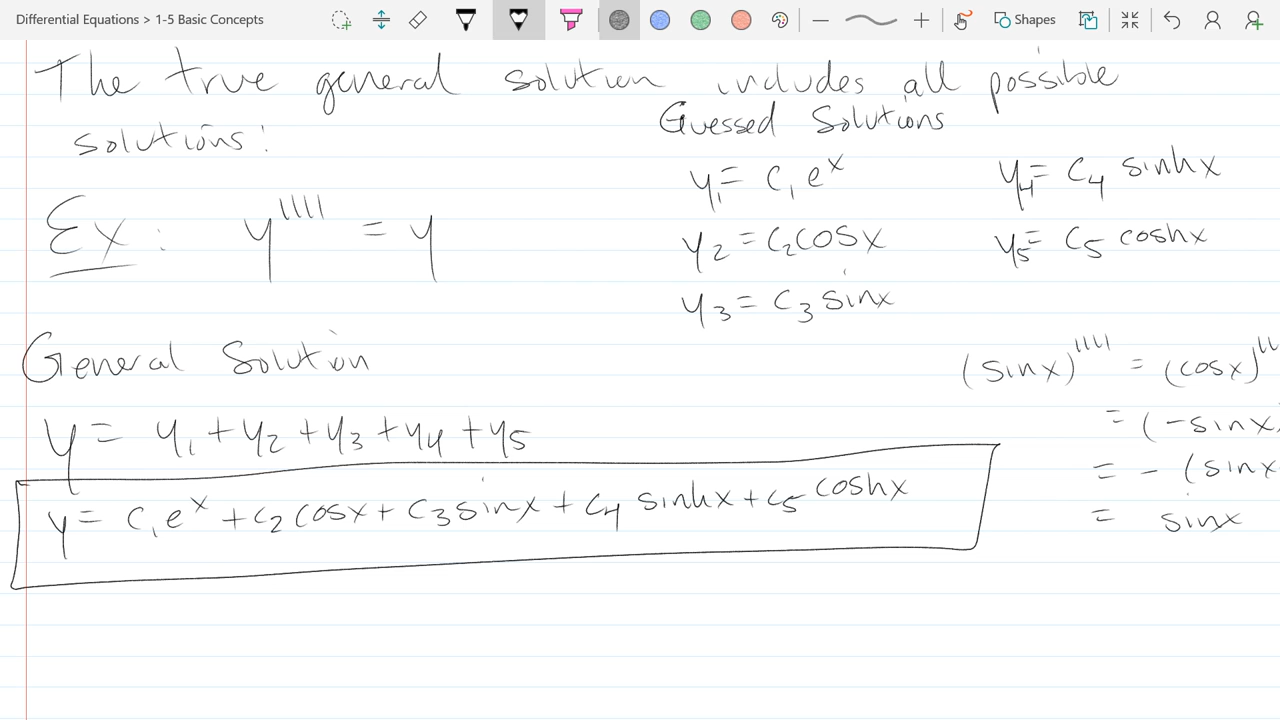 Differential Equations > 1-5 Basic Concepts
Shapes
The true general solution includes all possible
solutions:
Guessed Solutions
y₁ = c₁eˣ
y₄ = c₄ sinhx
Ex: y'''' = y
y₂ = c₂cosx
y₅ = c₅ coshx
y₃ = c₃ sinx
General Solution
y = y₁ + y₂ + y₃ + y₄ + y₅
y = c₁eˣ + c₂cosx + c₃sinx + c₄ sinhx + c₅ coshx
(sinx)'''' = (cosx)
= (-sinx
= - (sinx
= sinx